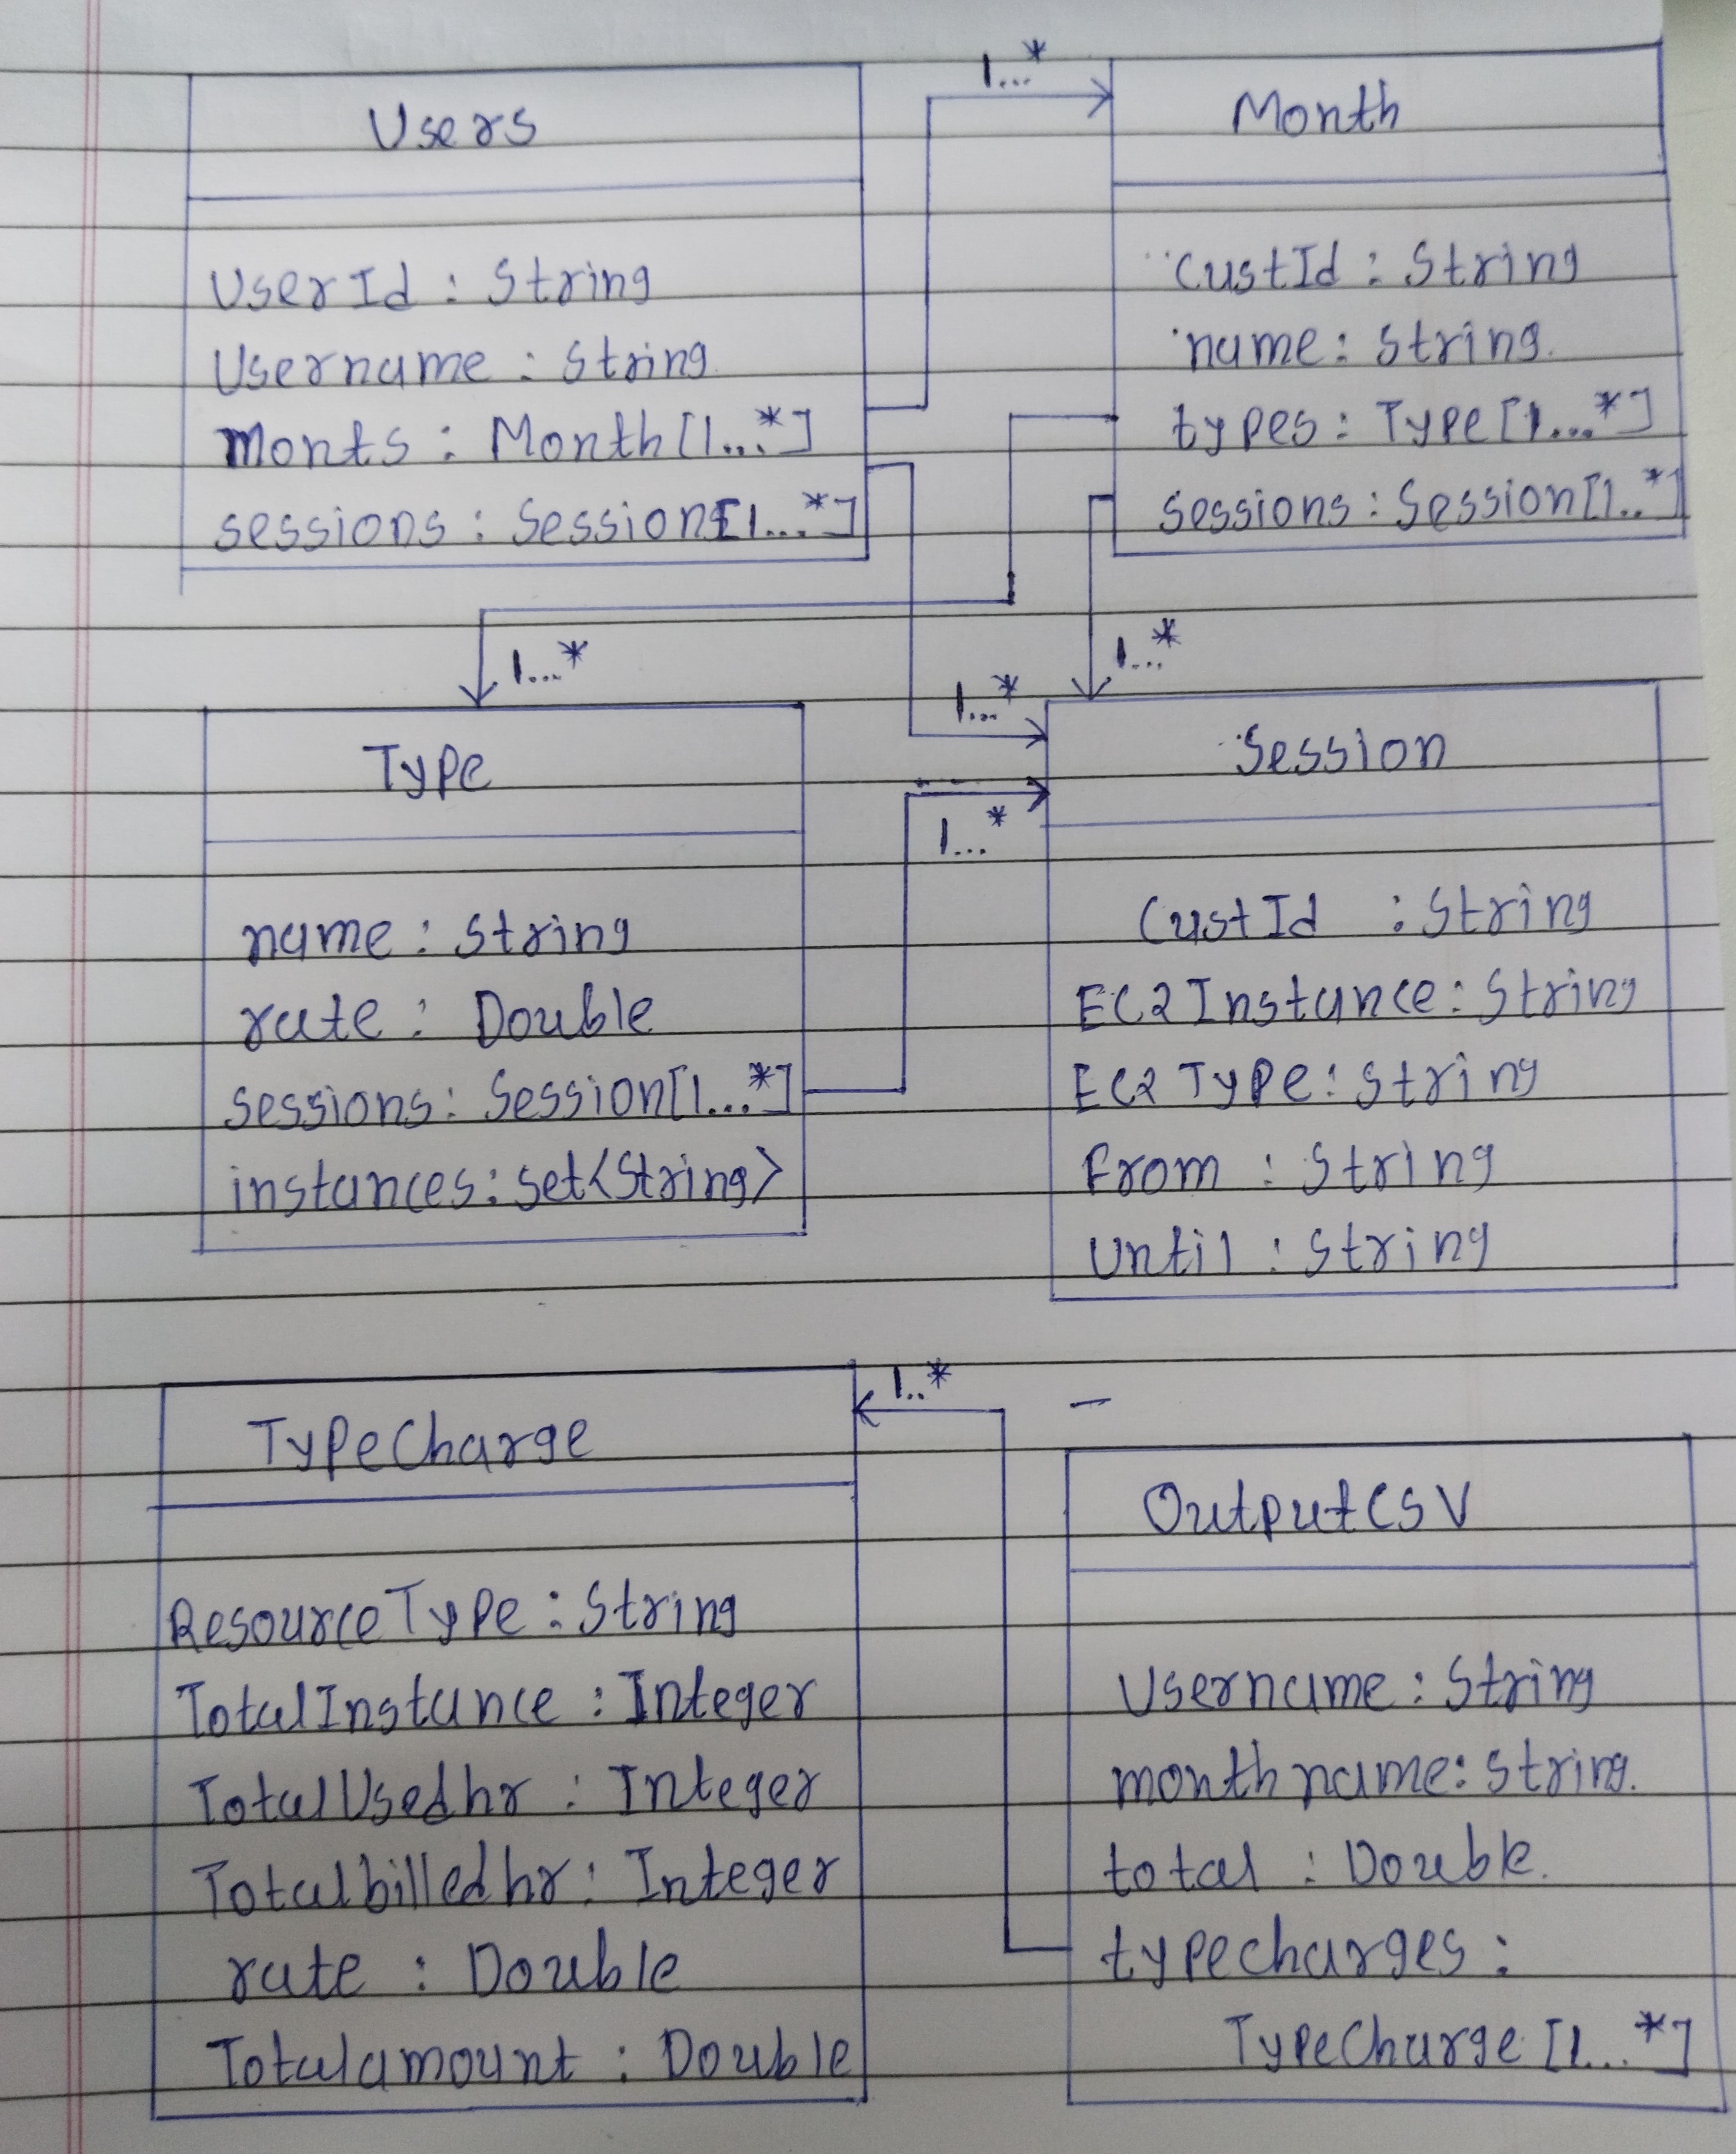 Users
UserId : String
Username : String
Monts : Month[1...*]
sessions : Session[1...*]
1...*
Month
CustId : String
name : String.
types : Type[1...*]
sessions : Session[1..*]
1...*
1...*
1...*
Type
name : String
rate : Double
sessions : Session[1...*]
instances : set<String>
1...*
Session
CustId : String
EC2Instance : String
EC2Type : String
From : String
Until : String
TypeCharge
ResourceType : String
TotalInstance : Integer
TotalUsedhr : Integer
Totalbilledhr : Integer
rate : Double
Totalamount : Double
1..*
OutputCSV
Username : String
monthname : String.
total : Double.
typecharges :
TypeCharge [1...*]